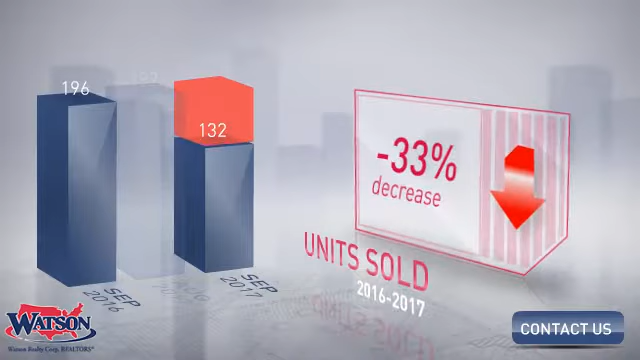 196
132
SEP
2016
SEP
2017
-33%
decrease
UNITS SOLD
2016-2017
WATSON
Watson Realty Corp. REALTORS®
CONTACT US